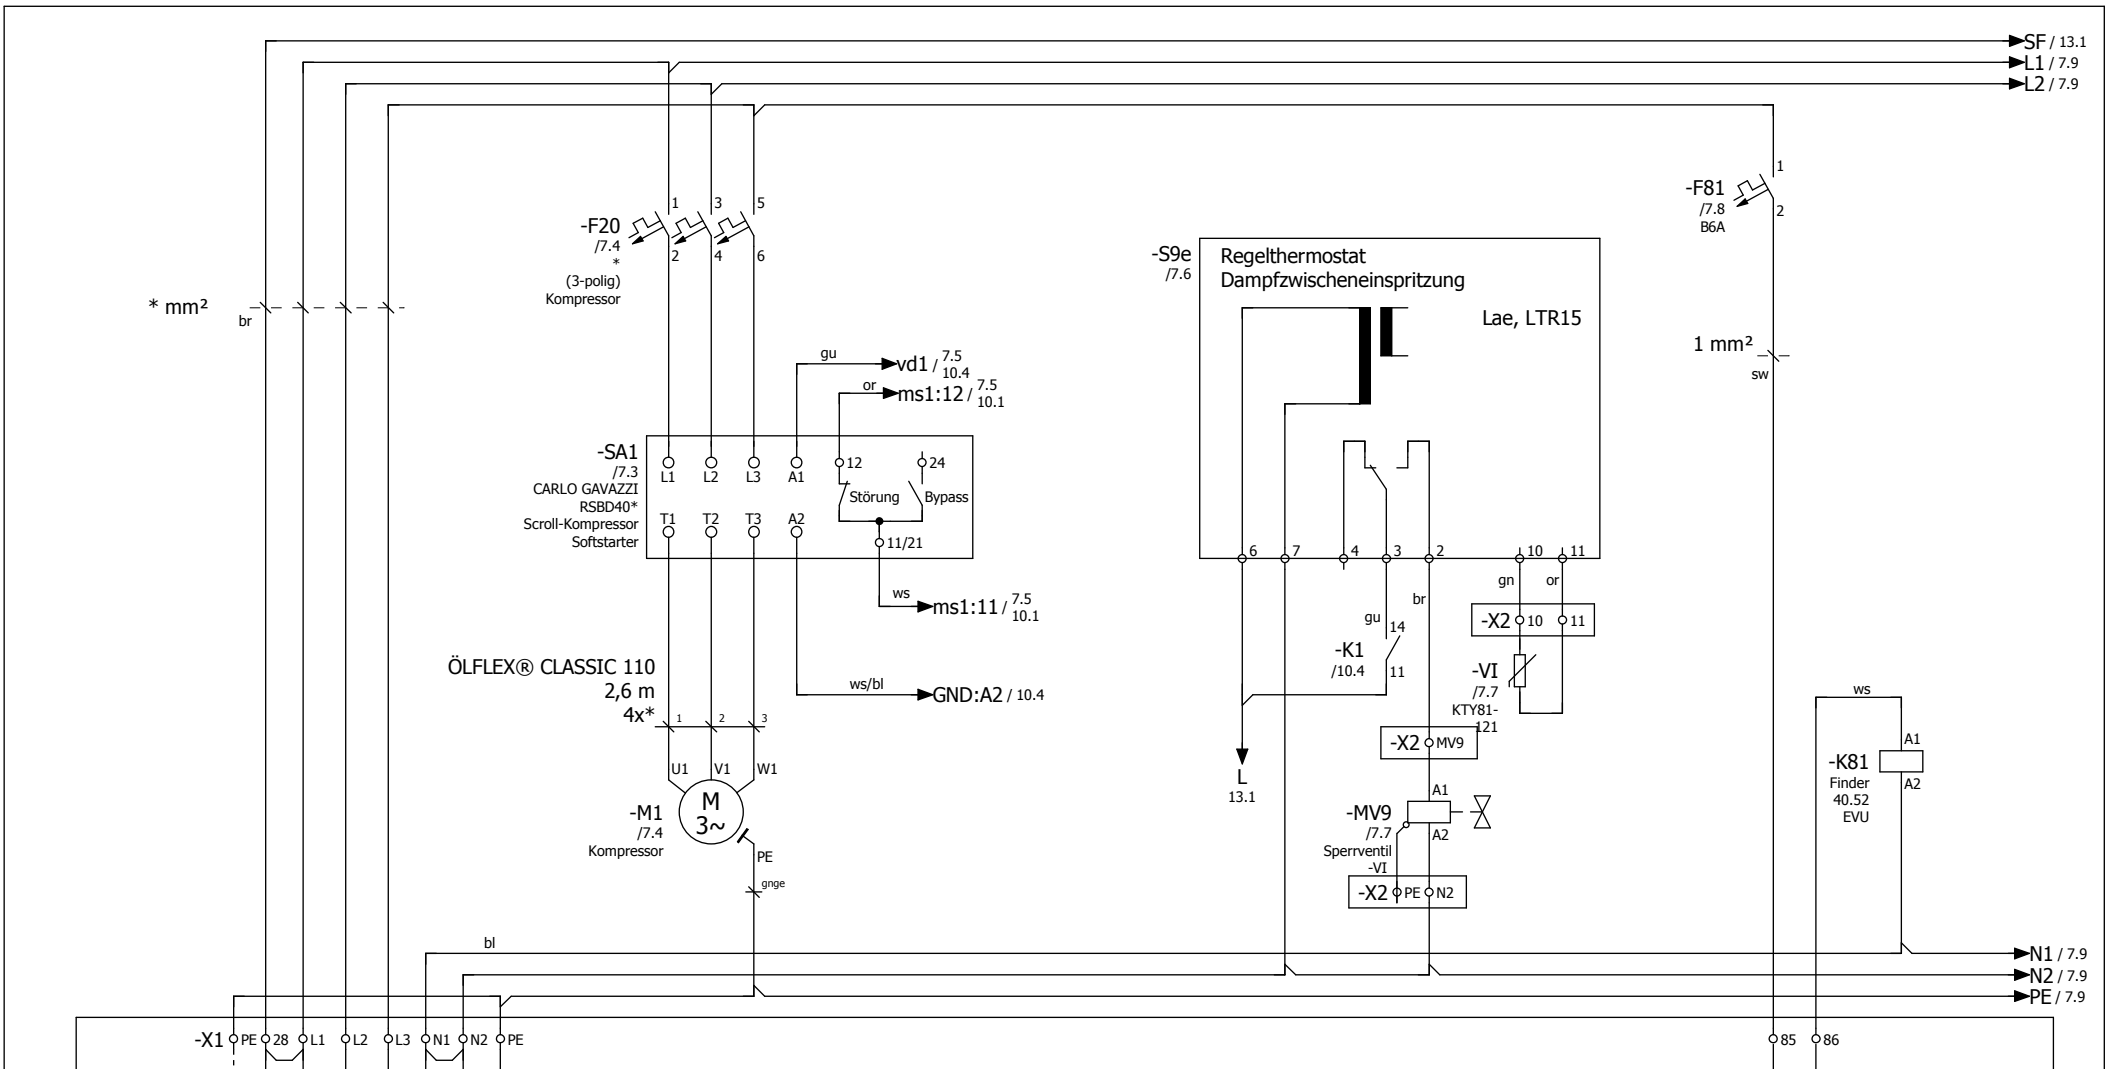 SF / 13.1
L1 / 7.9
L2 / 7.9
-F20
/7.4
*
(3-polig)
Kompressor
1
3
5
2
4
6
-F81
/7.8
B6A
1
2
-S9e
/7.6
Regelthermostat
Dampfzwischeneinspritzung
Lae, LTR15
* mm²
br
1 mm²
sw
gu
vd1 / 7.5
10.4
or
ms1:12 / 7.5
10.1
-SA1
/7.3
CARLO GAVAZZI
RSBD40*
Scroll-Kompressor
Softstarter
L1
L2
L3
A1
12
24
Störung
Bypass
T1
T2
T3
A2
11/21
6
7
4
3
2
10
11
ws
ms1:11 / 7.5
10.1
gn
or
br
gu
-X2
10
11
14
-K1
/10.4
11
-VI
/7.7
KTY81-
121
ÖLFLEX® CLASSIC 110
2,6 m
4x*
1
2
3
ws/bl
GND:A2 / 10.4
ws
-X2
MV9
L
13.1
U1
V1
W1
M
3~
-M1
/7.4
Kompressor
PE
gnge
A1
-MV9
/7.7
Sperrventil
-VI
A2
-X2
PE
N2
A1
-K81
Finder
40.52
EVU
A2
bl
N1 / 7.9
N2 / 7.9
PE / 7.9
-X1
PE
28
L1
L2
L3
N1
N2
PE
85
86